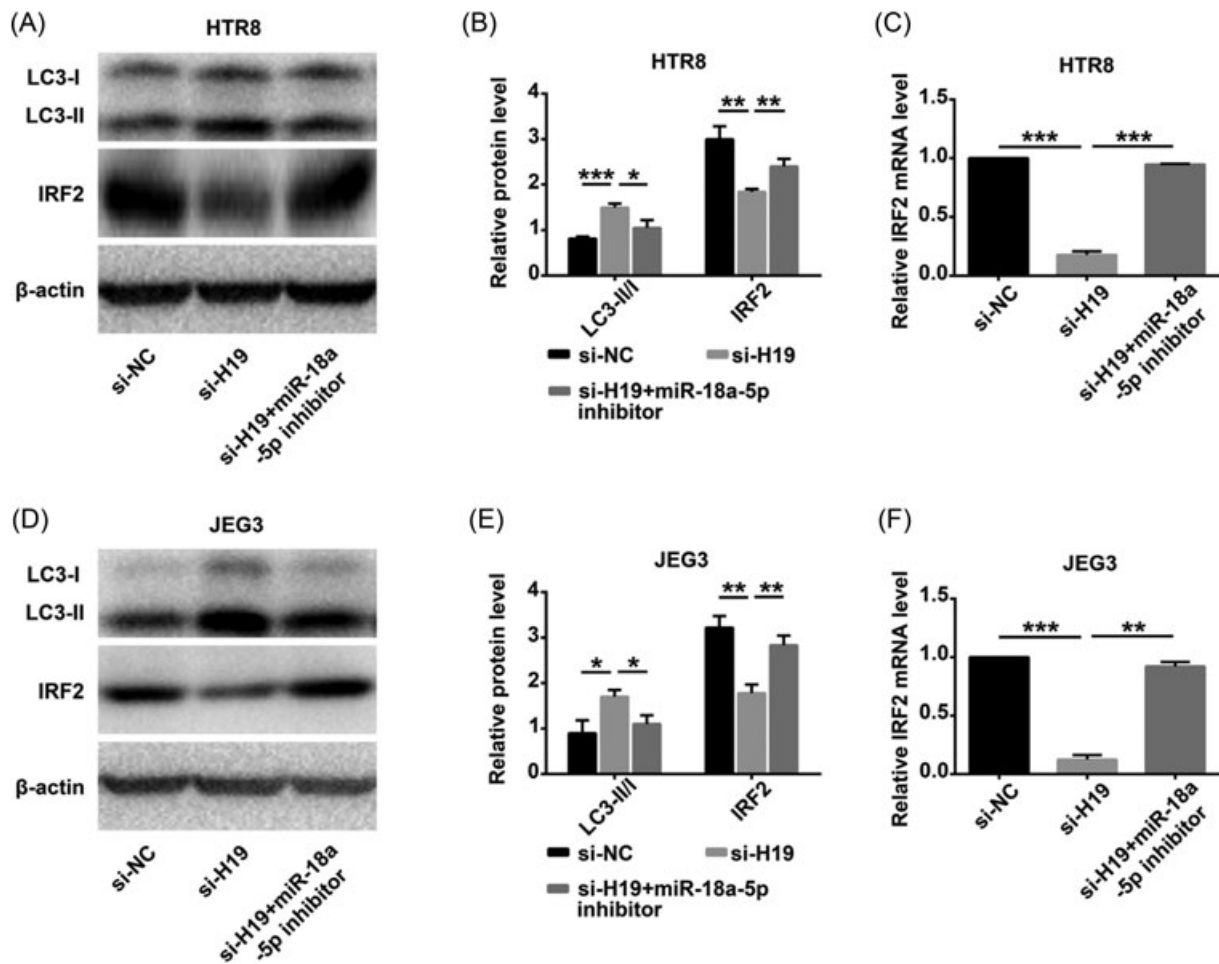 (A)
HTR8
LC3-I
LC3-II
IRF2
β-actin
si-NC
si-H19
si-H19+miR-18a
-5p inhibitor
(B)
HTR8
Relative protein level
4
3
2
1
0
***
*
**
**
LC3-II/I
IRF2
si-NC
si-H19
si-H19+miR-18a-5p
inhibitor
(C)
HTR8
Relative IRF2 mRNA level
1.5
1.0
0.5
0.0
***
***
si-NC
si-H19
si-H19+miR-18a
-5p inhibitor
(D)
JEG3
LC3-I
LC3-II
IRF2
β-actin
si-NC
si-H19
si-H19+miR-18a
-5p inhibitor
(E)
JEG3
Relative protein level
4
3
2
1
0
*
*
**
**
LC3-II/I
IRF2
si-NC
si-H19
si-H19+miR-18a-5p
inhibitor
(F)
JEG3
Relative IRF2 mRNA level
1.5
1.0
0.5
0.0
***
**
si-NC
si-H19
si-H19+miR-18a
-5p inhibitor